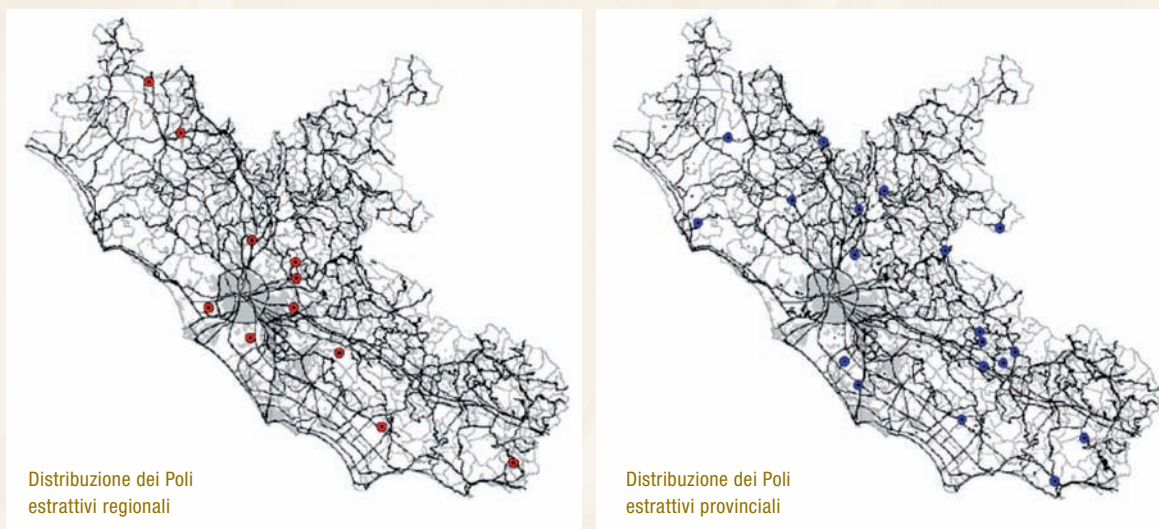 Distribuzione dei Poli
estrattivi regionali
Distribuzione dei Poli
estrattivi provinciali